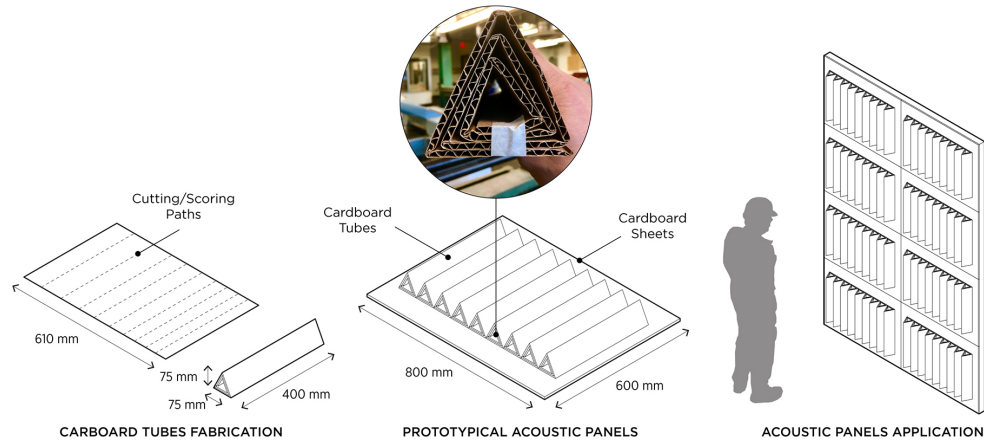 Cutting/Scoring
Paths
610 mm
75 mm
75 mm
400 mm
CARBOARD TUBES FABRICATION
Cardboard
Tubes
Cardboard
Sheets
800 mm
600 mm
PROTOTYPICAL ACOUSTIC PANELS
ACOUSTIC PANELS APPLICATION